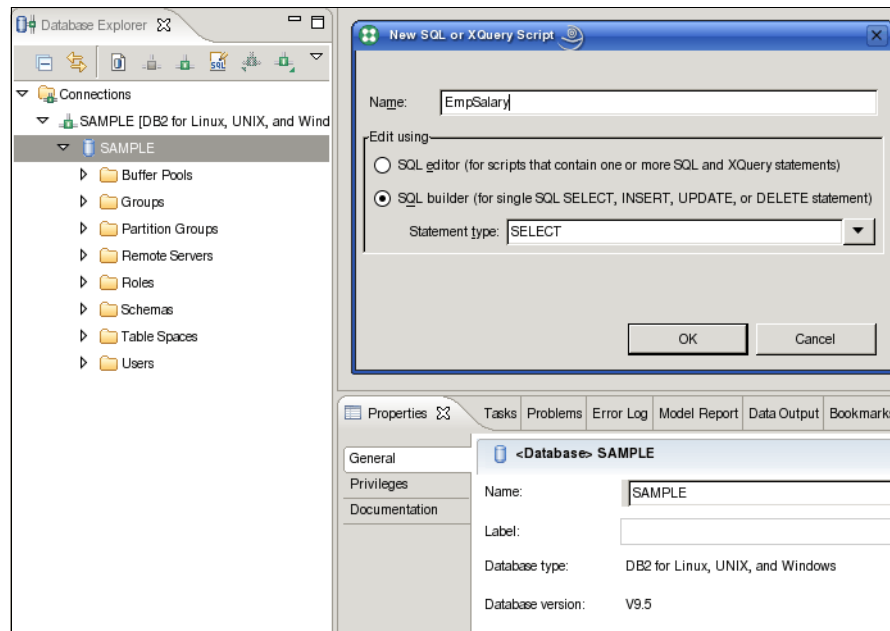 Database Explorer
SQL
Connections
SAMPLE [DB2 for Linux, UNIX, and Wind
SAMPLE
Buffer Pools
Groups
Partition Groups
Remote Servers
Roles
Schemas
Table Spaces
Users
New SQL or XQuery Script
Name: EmpSalary
Edit using
SQL editor (for scripts that contain one or more SQL and XQuery statements)
SQL builder (for single SQL SELECT, INSERT, UPDATE, or DELETE statement)
Statement type: SELECT
OK Cancel
Properties Tasks Problems Error Log Model Report Data Output Bookmarks
General
Privileges
Documentation
<Database> SAMPLE
Name: SAMPLE
Label:
Database type: DB2 for Linux, UNIX, and Windows
Database version: V9.5